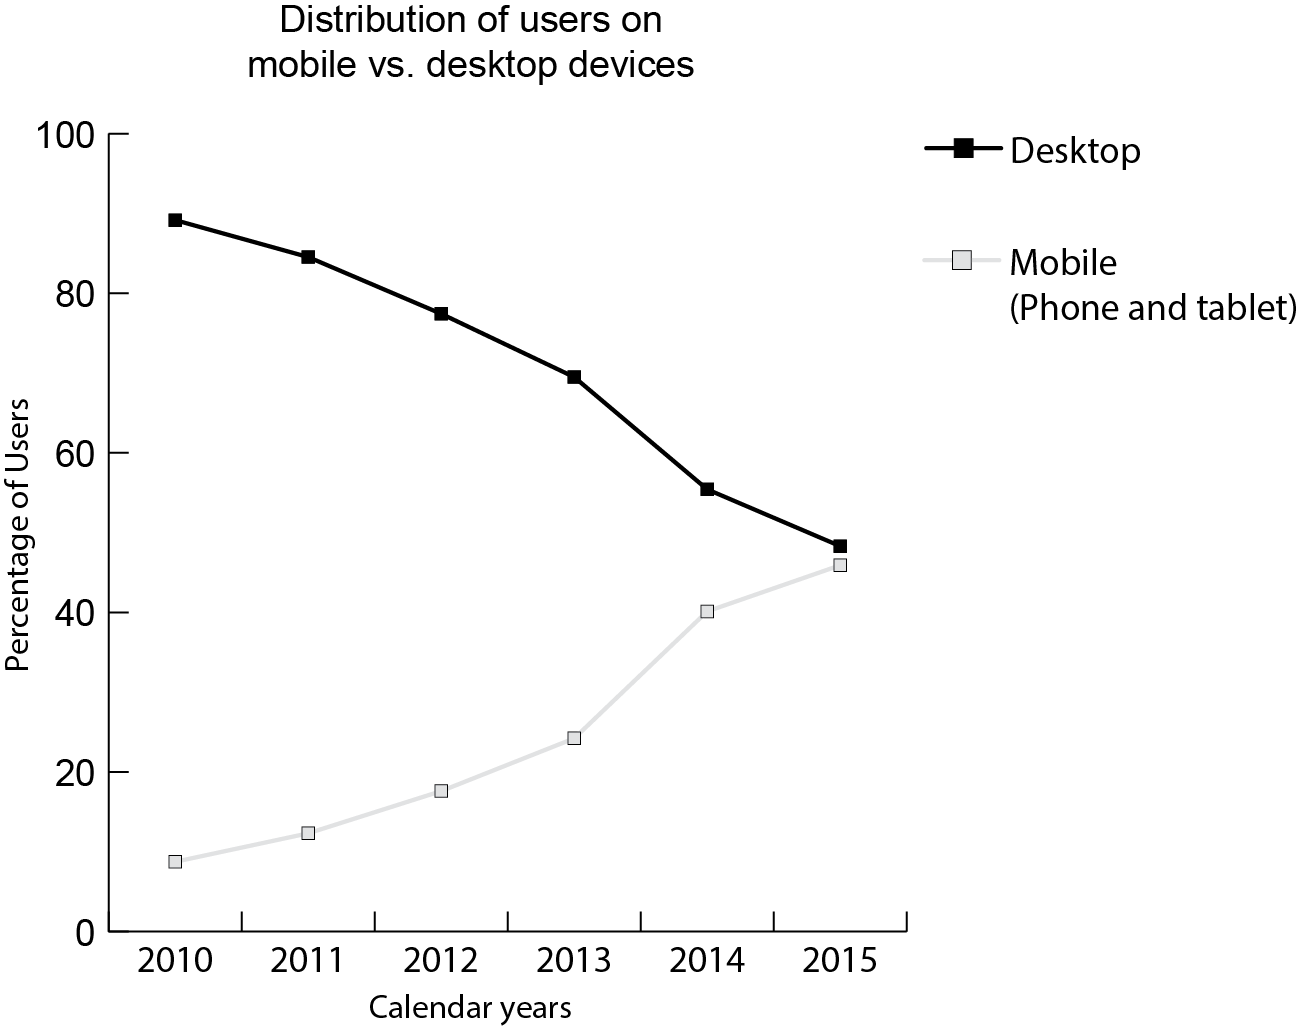 Distribution of users on
mobile vs. desktop devices
100
80
60
40
20
0
Percentage of Users
2010 2011 2012 2013 2014 2015
Calendar years
Desktop
Mobile
(Phone and tablet)